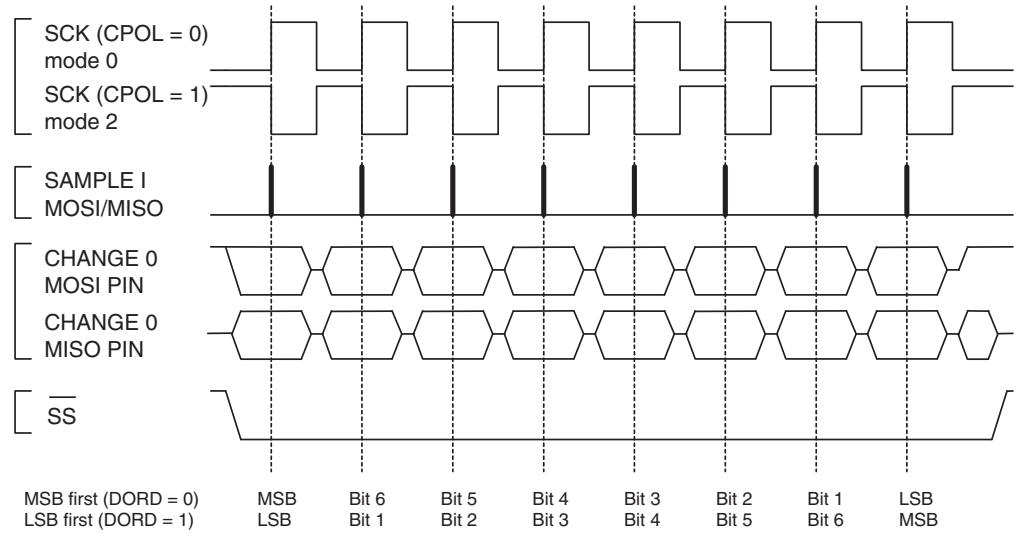 SCK (CPOL = 0)
mode 0
SCK (CPOL = 1)
mode 2
SAMPLE I
MOSI/MISO
CHANGE 0
MOSI PIN
CHANGE 0
MISO PIN
SS
MSB first (DORD = 0) MSB Bit 6 Bit 5 Bit 4 Bit 3 Bit 2 Bit 1 LSB
LSB first (DORD = 1) LSB Bit 1 Bit 2 Bit 3 Bit 4 Bit 5 Bit 6 MSB